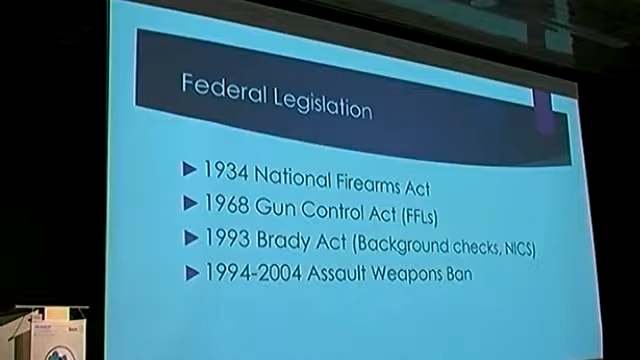 Federal Legislation
1934 National Firearms Act
1968 Gun Control Act (FFLs)
1993 Brady Act (Background checks, NICS)
1994-2004 Assault Weapons Ban